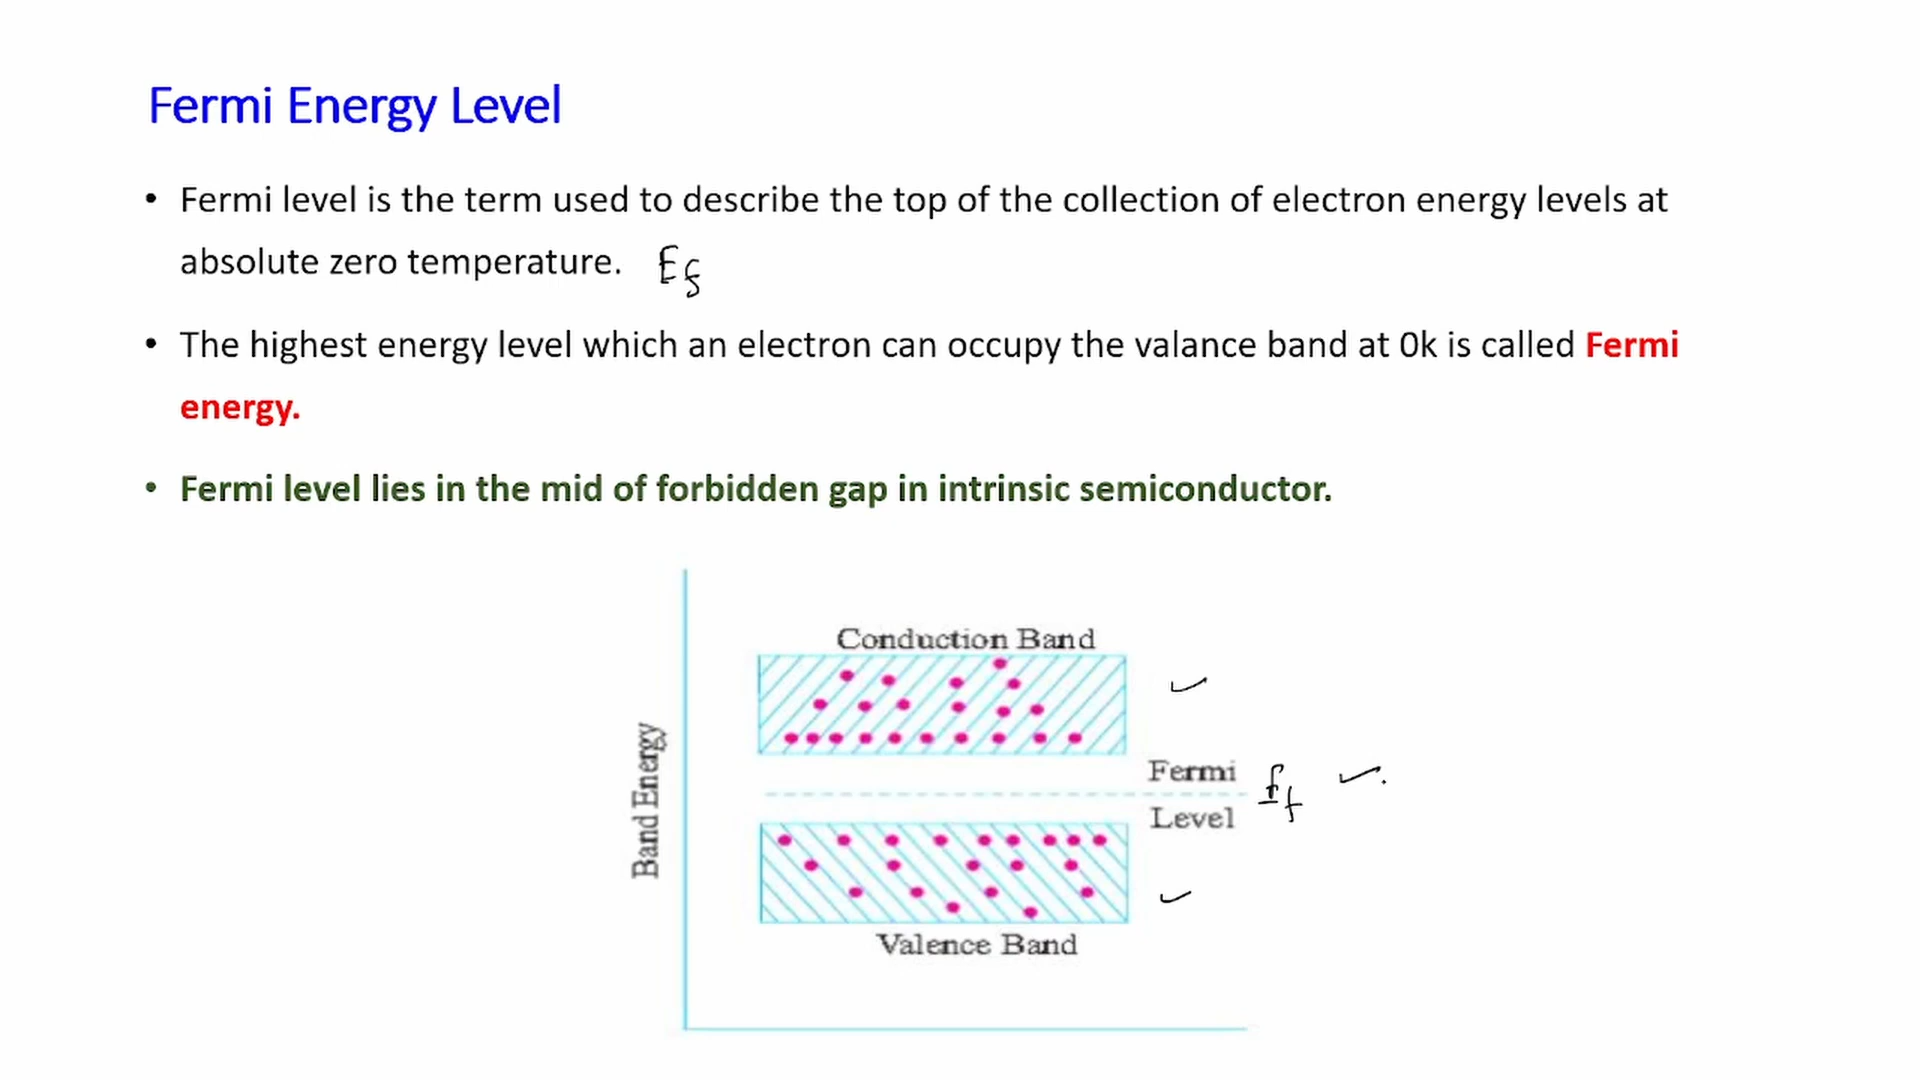 Fermi Energy Level
• Fermi level is the term used to describe the top of the collection of electron energy levels at
absolute zero temperature. Ef
• The highest energy level which an electron can occupy the valance band at 0k is called Fermi
energy.
• Fermi level lies in the mid of forbidden gap in intrinsic semiconductor.
Conduction Band
Band Energy
Fermi
Ef
Level
Valence Band